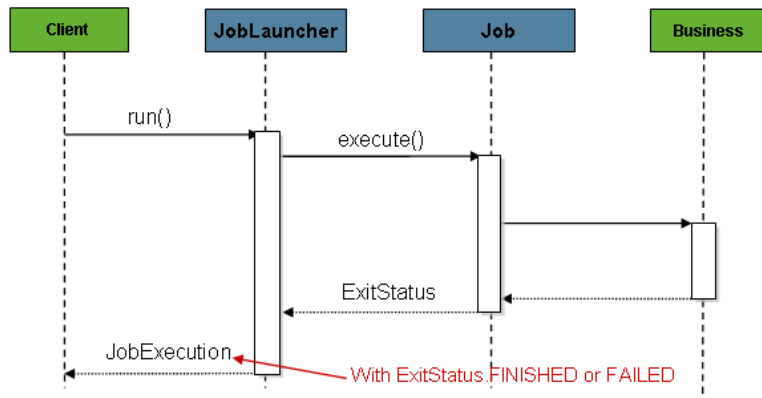 Client
JobLauncher
Job
Business
run()
execute()
ExitStatus
JobExecution
With ExitStatus.FINISHED or FAILED